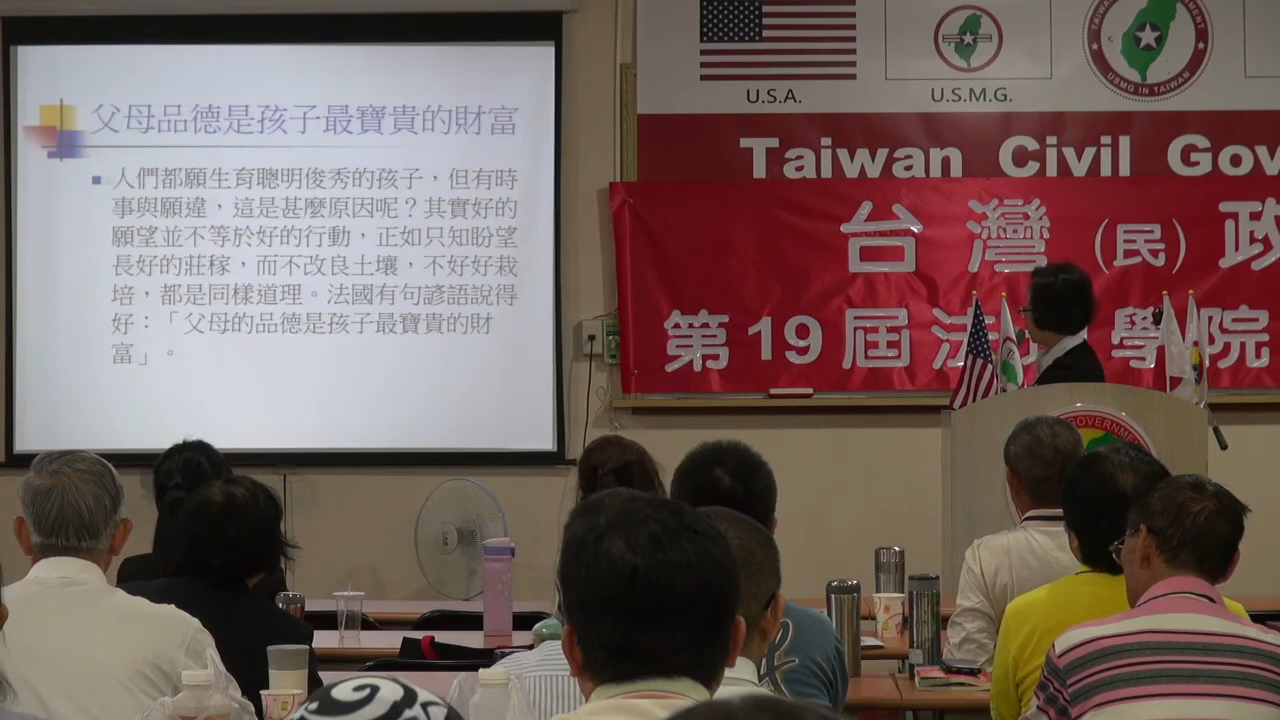 父母品德是孩子最寶貴的財富
人們都願生育聰明俊秀的孩子，但有時
事與願違，這是甚麼原因呢？其實好的
願望並不等於好的行動，正如只知盼望
長好的莊稼，而不改良土壤，不好好栽
培，都是同樣道理。法國有句諺語說得
好：「父母的品德是孩子最寶貴的財
富」。
U.S.A.
U.S.M.G.
USMG IN TAIWAN
Taiwan Civil Gov
台灣（民）政
第19屆法 學院
GOVERNMENT